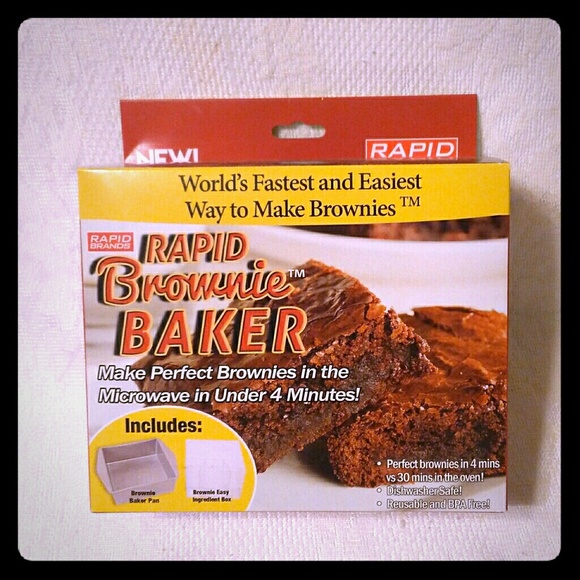 NEW!
RAPID
World's Fastest and Easiest
Way to Make Brownies™
RAPID
BRANDS
RAPID
Brownie™
BAKER
Make Perfect Brownies in the
Microwave in Under 4 Minutes!
Includes:
Brownie
Baker Pan
Brownie Easy
Ingredient Box
• Perfect brownies in 4 mins
vs 30 mins in the oven!
• Dishwasher Safe!
• Reusable and BPA Free!